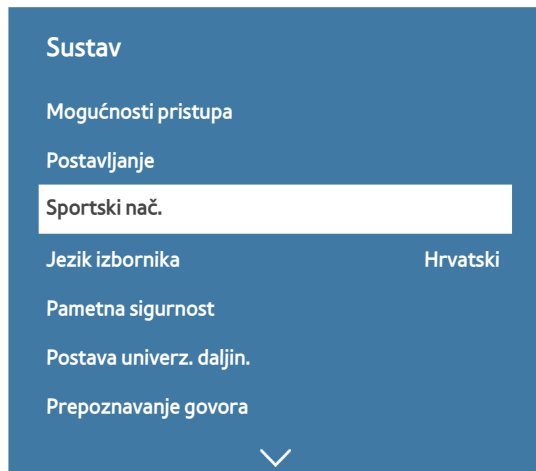 Sustav
Mogućnosti pristupa
Postavljanje
Sportski nač.
Jezik izbornika Hrvatski
Pametna sigurnost
Postava univerz. daljin.
Prepoznavanje govora